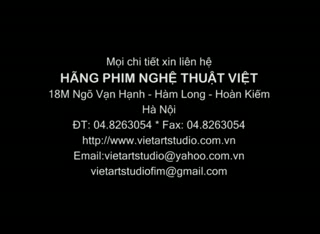 Mọi chi tiết xin liên hệ
HÃNG PHIM NGHỆ THUẬT VIỆT
18M Ngõ Vạn Hạnh - Hàm Long - Hoàn Kiếm
Hà Nội
ĐT: 04.8263054 * Fax: 04.8263054
http://www.vietartstudio.com.vn
Email:vietartstudio@yahoo.com.vn
vietartstudiofim@gmail.com